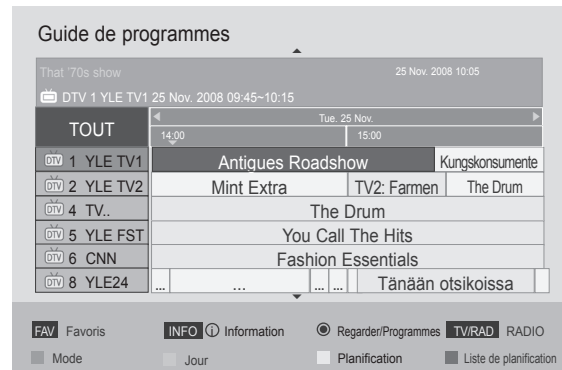 Guide de programmes
That '70s show 25 Nov. 2008 10:05
DTV 1 YLE TV1 25 Nov. 2008 09:45~10:15
TOUT
Tue. 25 Nov.
14:00 15:00
DTV 1 YLE TV1 Antigues Roadshow Kungskonsumente
DTV 2 YLE TV2 Mint Extra TV2: Farmen The Drum
DTV 4 TV.. The Drum
DTV 5 YLE FST You Call The Hits
DTV 6 CNN Fashion Essentials
DTV 8 YLE24 ... ... ... ... Tänään otsikoissa
FAV Favoris INFO i Information Regarder/Programmes TV/RAD RADIO
Mode Jour Planification Liste de planification